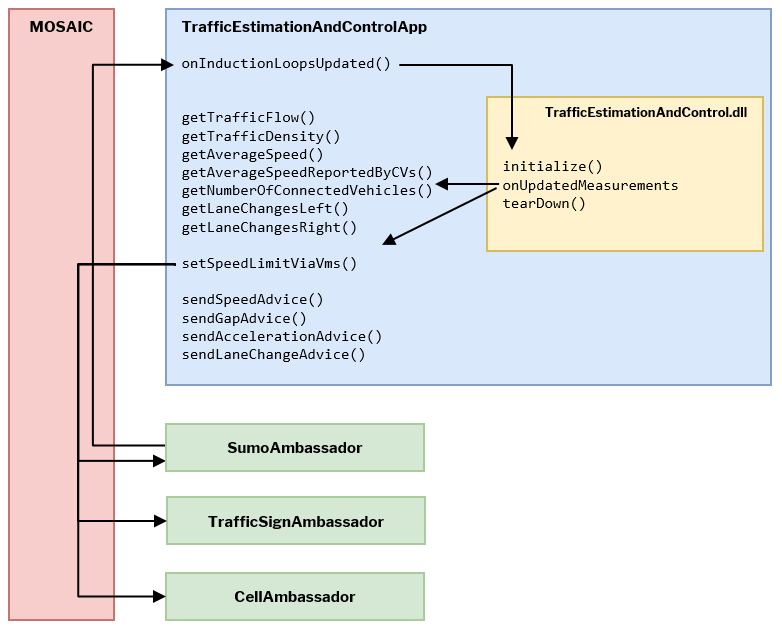 MOSAIC
TrafficEstimationAndControlApp
onInductionLoopsUpdated()
getTrafficFlow()
getTrafficDensity()
getAverageSpeed()
getAverageSpeedReportedByCVs()
getNumberOfConnectedVehicles()
getLaneChangesLeft()
getLaneChangesRight()
setSpeedLimitViaVms()
sendSpeedAdvice()
sendGapAdvice()
sendAccelerationAdvice()
sendLaneChangeAdvice()
TrafficEstimationAndControl.dll
initialize()
onUpdatedMeasurements
tearDown()
SumoAmbassador
TrafficSignAmbassador
CellAmbassador